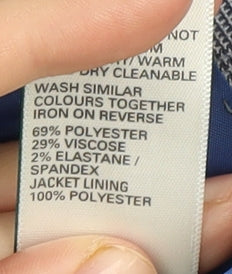 NOT
M
/ WARM
DRY CLEANABLE
WASH SIMILAR
COLOURS TOGETHER
IRON ON REVERSE
69% POLYESTER
29% VISCOSE
2% ELASTANE /
SPANDEX
JACKET LINING
100% POLYESTER